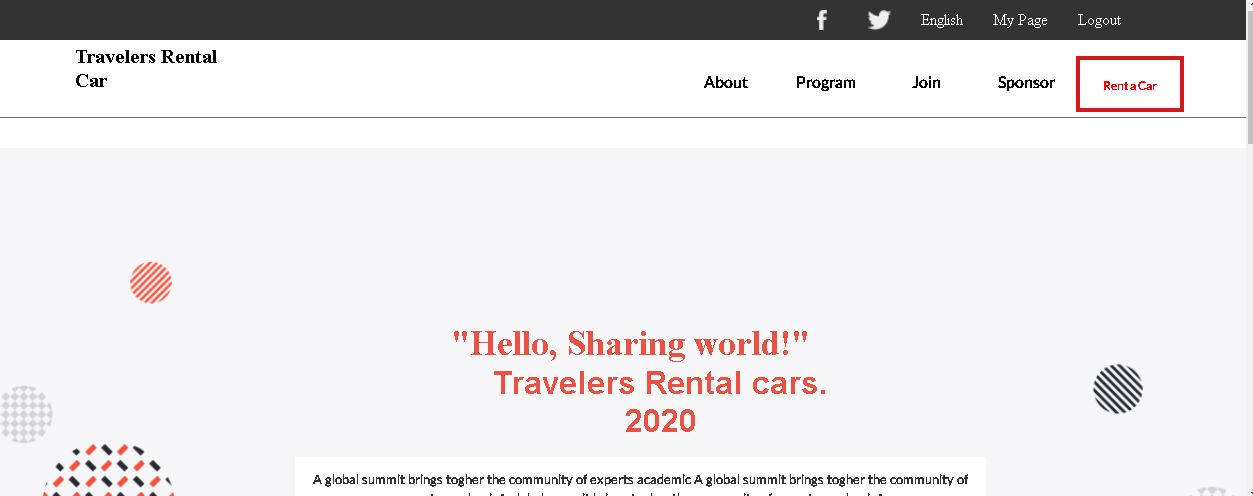 English My Page Logout
Travelers Rental
Car
About Program Join Sponsor Rent a Car
"Hello, Sharing world!"
Travelers Rental cars.
2020
A global summit brings togher the community of experts academic A global summit brings togher the community of